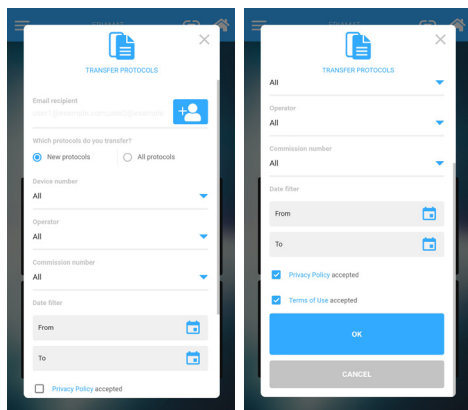 TRANSFER PROTOCOLS
Email recipient
Which protocols do you transfer?
New protocols
All protocols
Device number
All
Operator
All
Commission number
All
Date filter
From
To
Privacy Policy accepted
TRANSFER PROTOCOLS
All
Operator
All
Commission number
All
Date filter
From
To
Privacy Policy accepted
Terms of Use accepted
OK
CANCEL